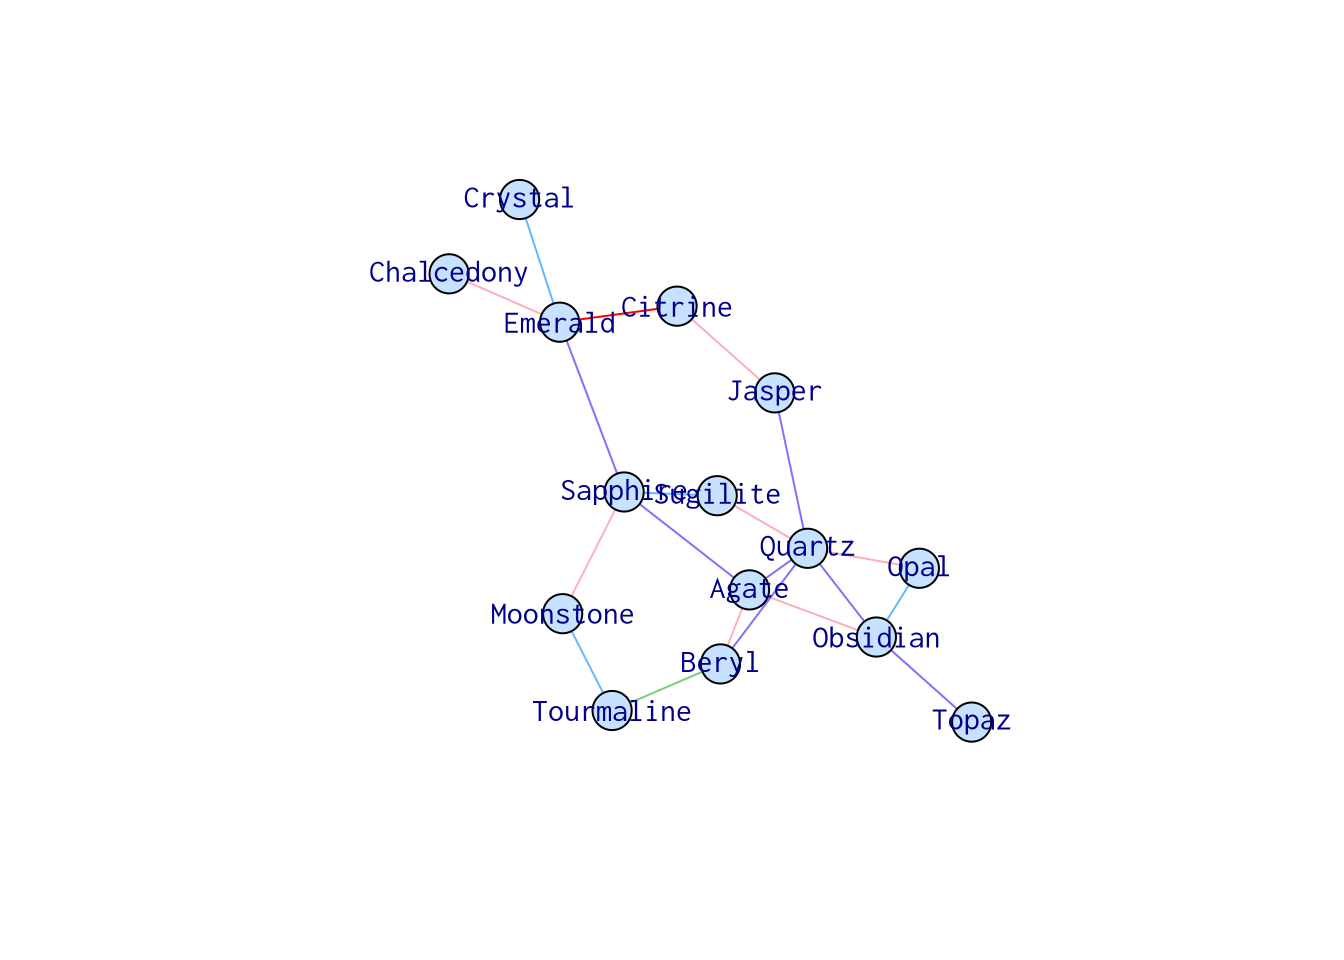 Crystal
Chalcedony
Citrine
Emerald
Jasper
Sapphire
Sugilite
Quartz
Opal
Agate
Moonstone
Obsidian
Beryl
Tourmaline
Topaz